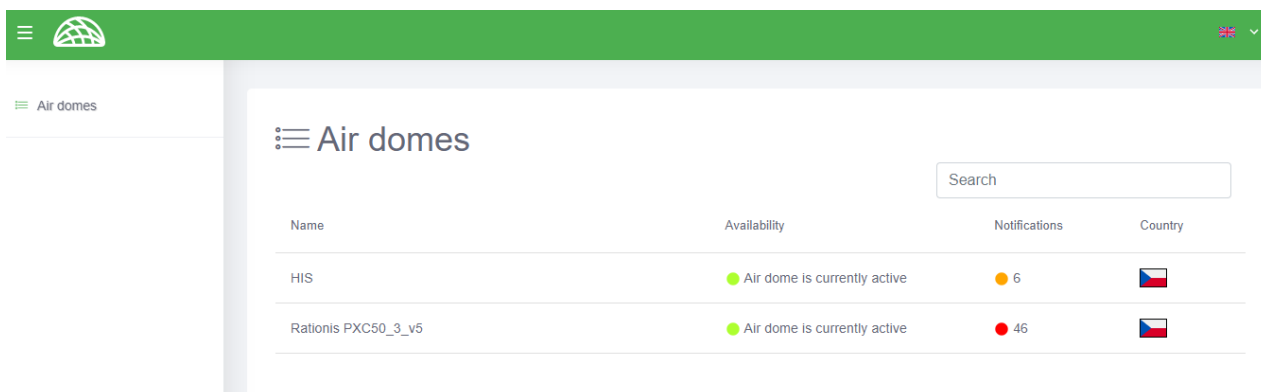 Air domes
Air domes
Search
Name Availability Notifications Country
HIS Air dome is currently active 6
Rationis PXC50_3_v5 Air dome is currently active 46